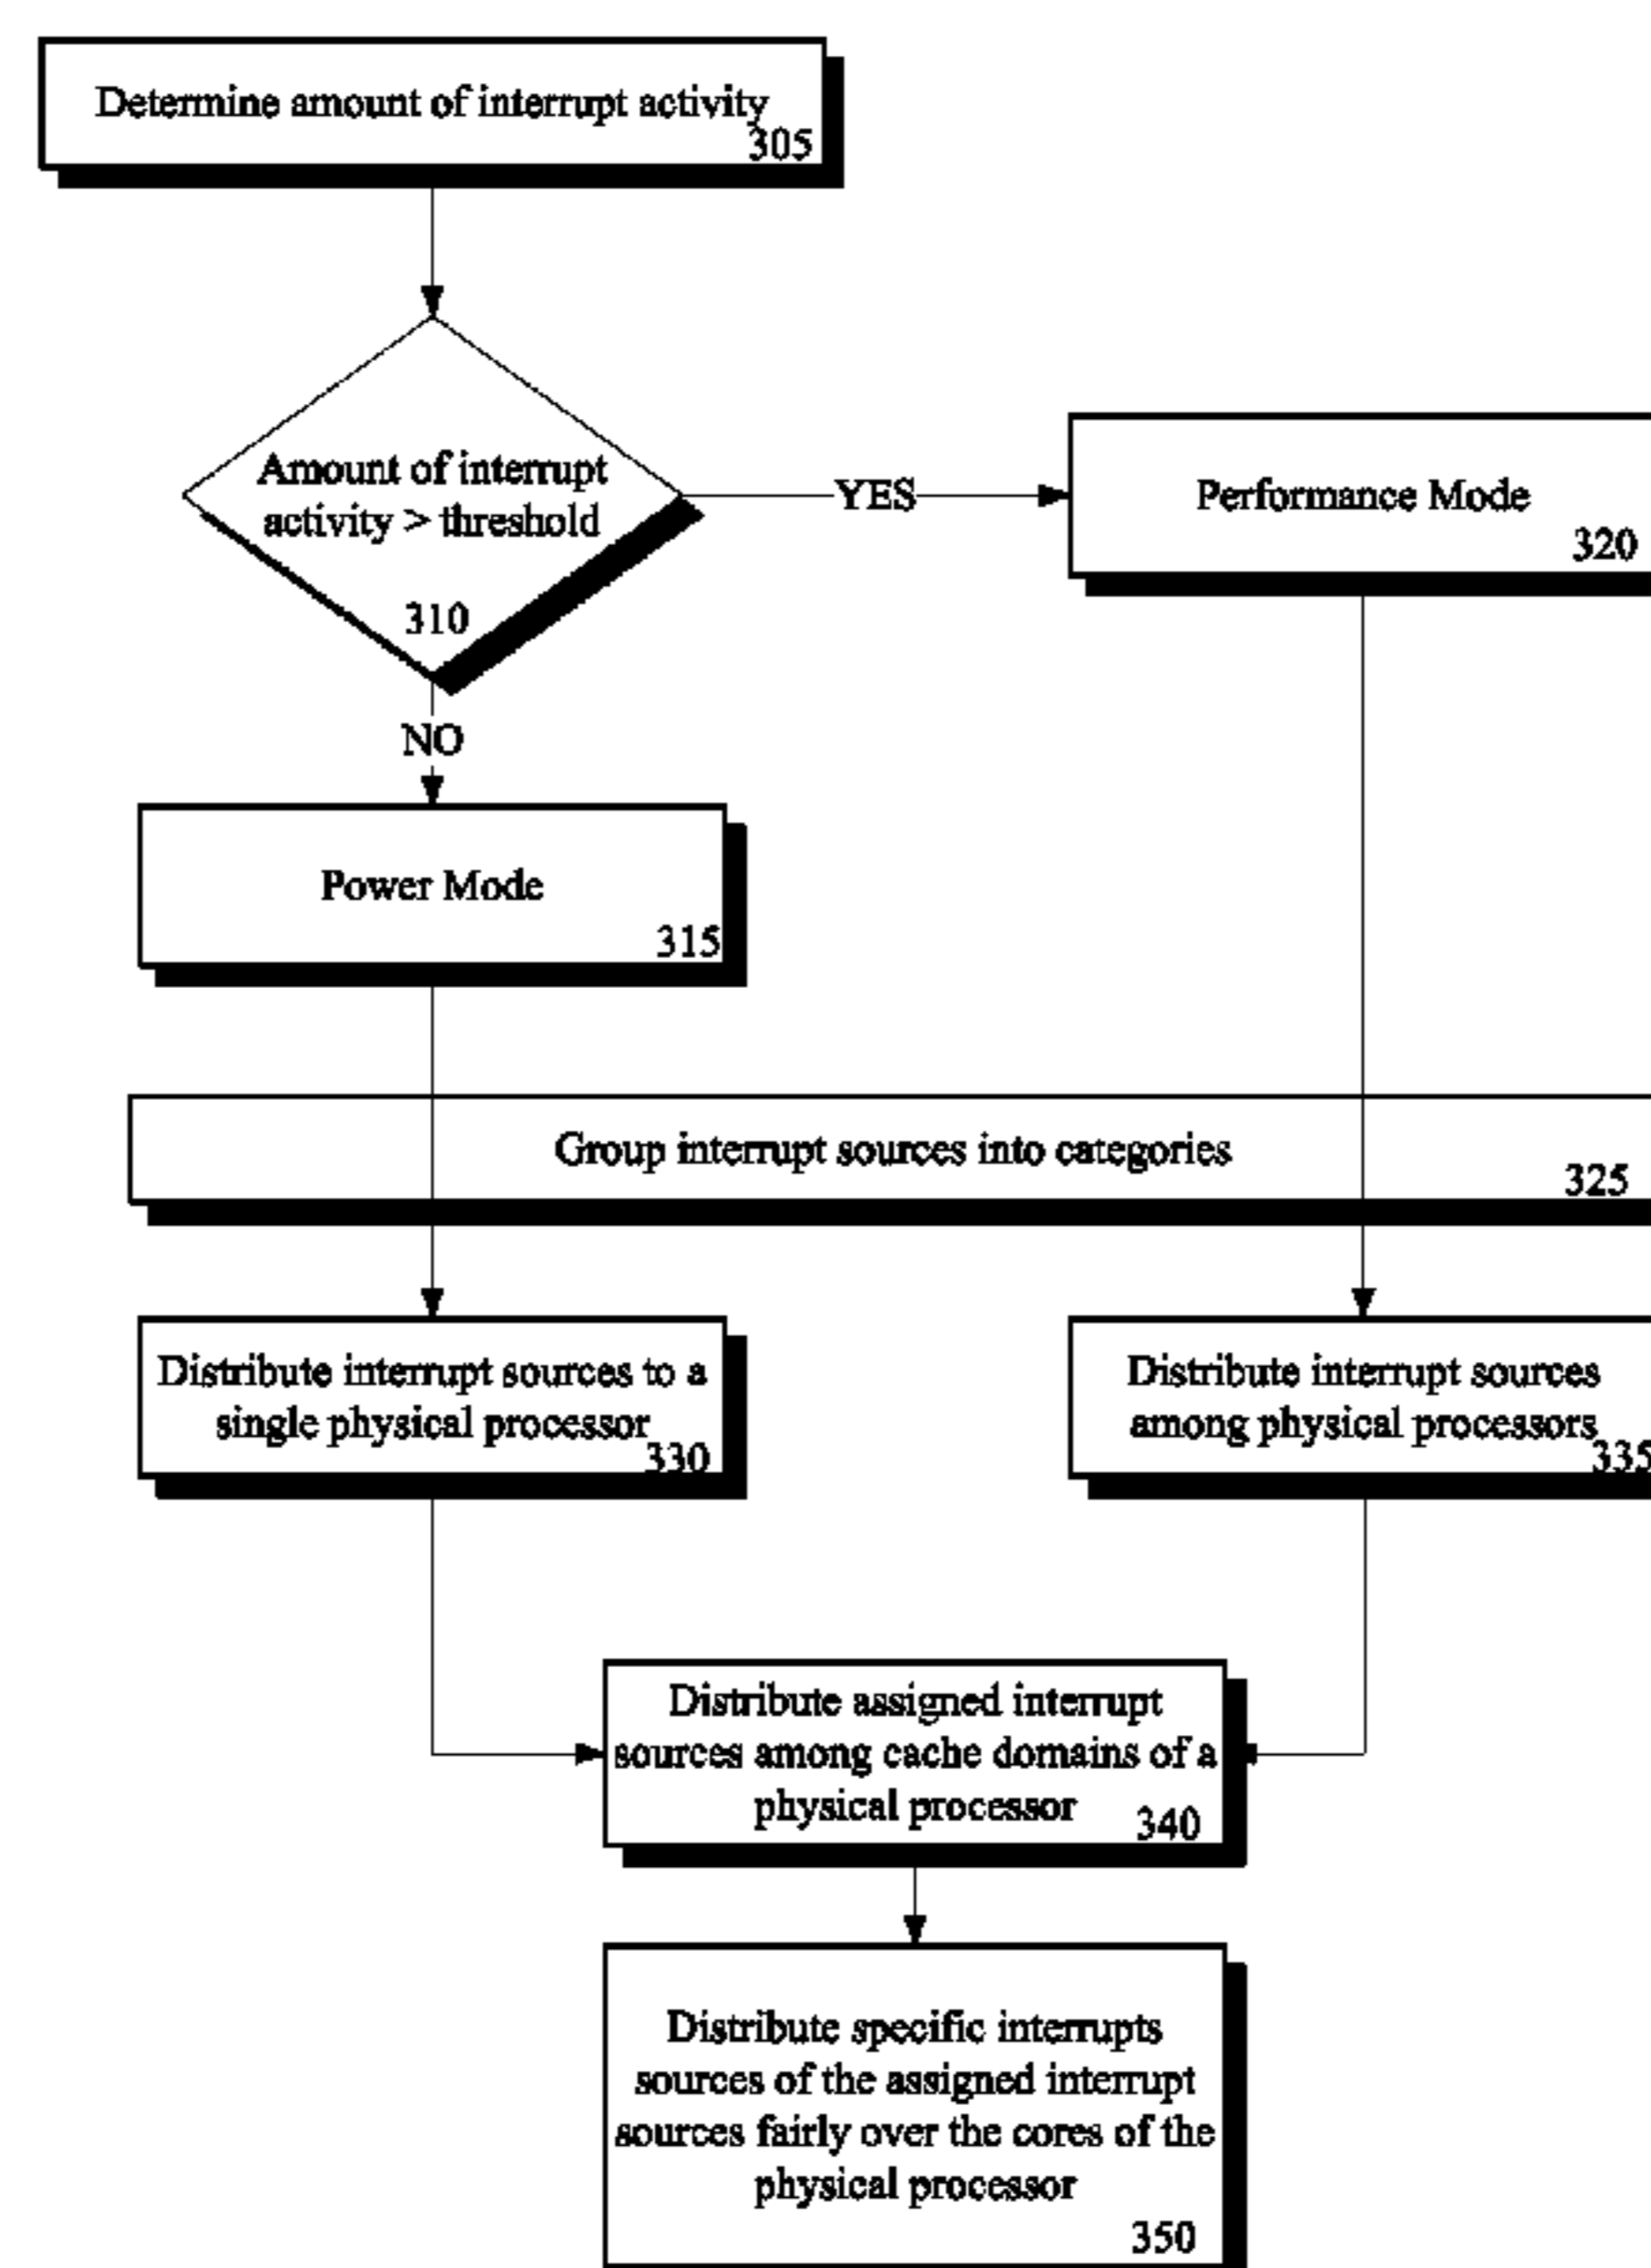 Determine amount of interrupt activity
305
Amount of interrupt
activity > threshold
310
YES
Performance Mode
320
NO
Power Mode
315
Group interrupt sources into categories
325
Distribute interrupt sources to a
single physical processor
330
Distribute interrupt sources
among physical processors
335
Distribute assigned interrupt
sources among cache domains of a
physical processor
340
Distribute specific interrupts
sources of the assigned interrupt
sources fairly over the cores of the
physical processor
350